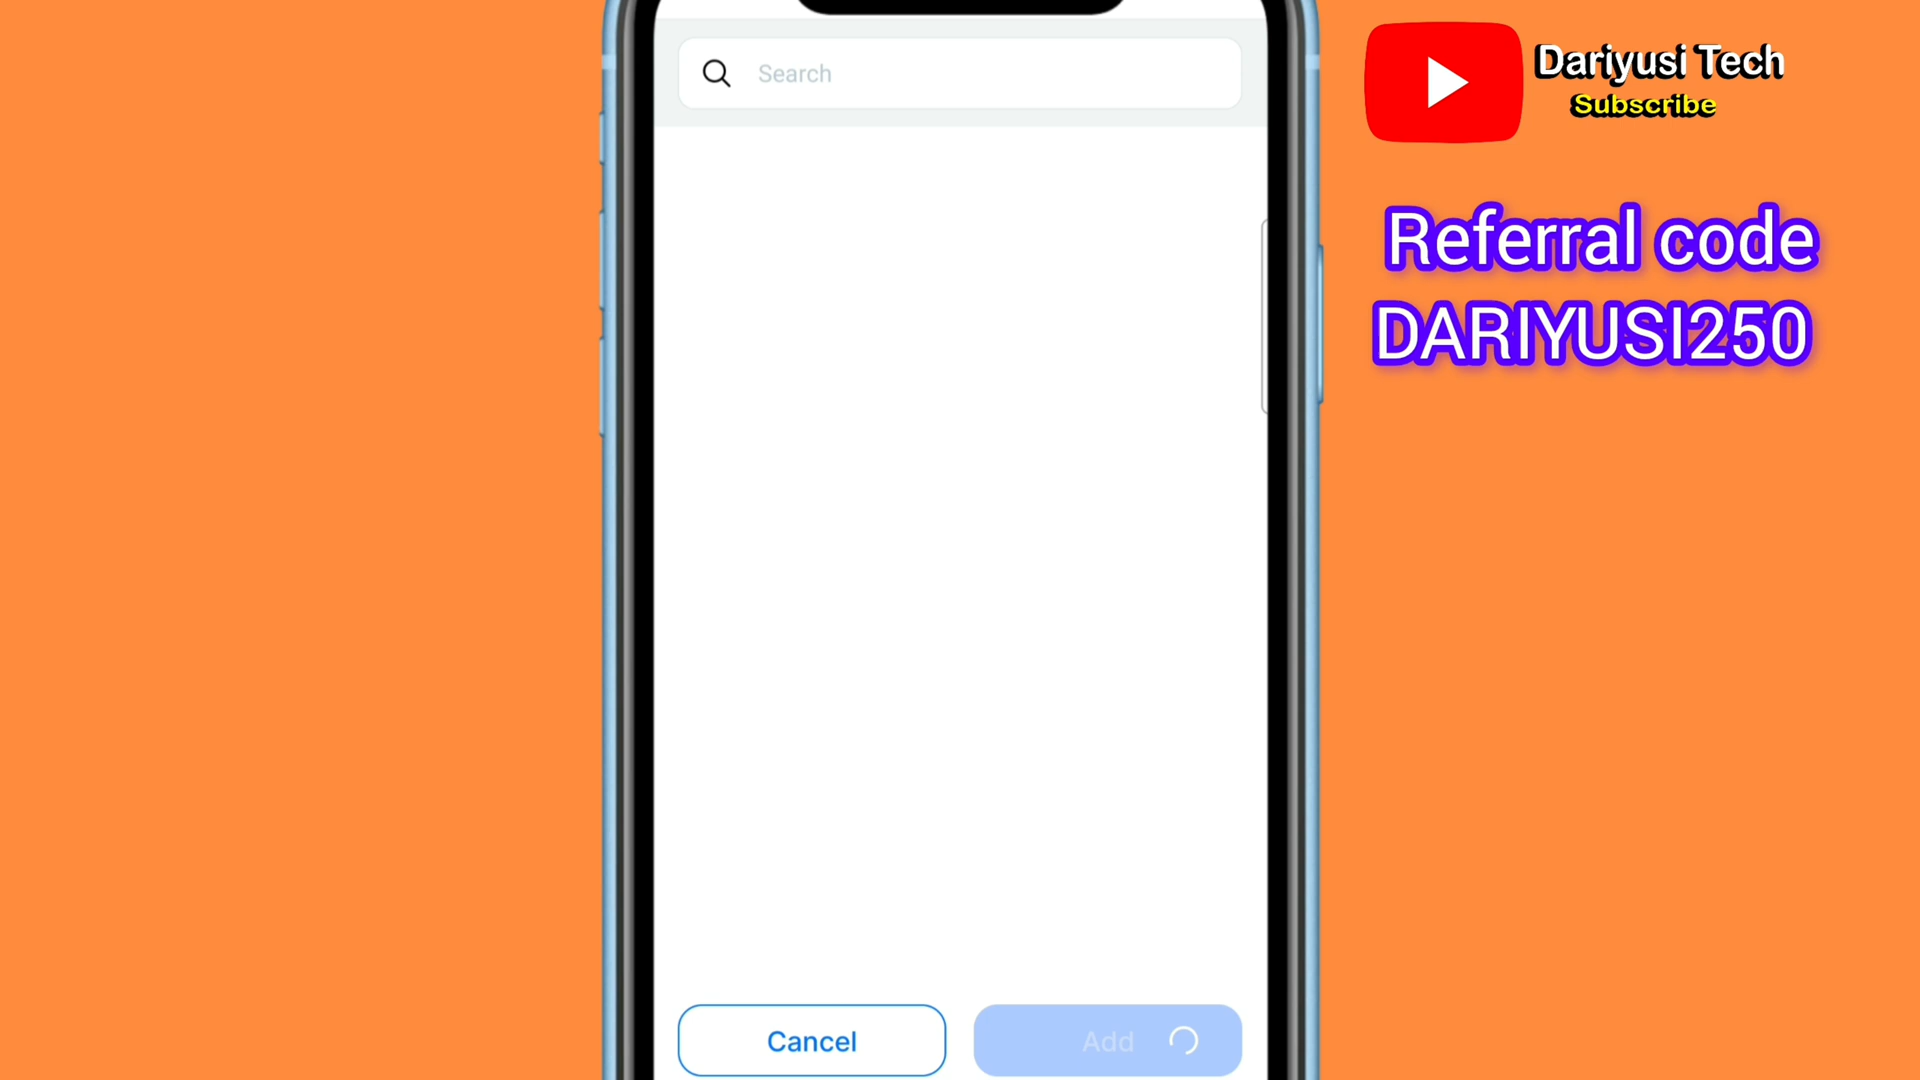 Search
Dariyusi Tech
Subscribe
Referral code
DARIYUSI250
Cancel
Add